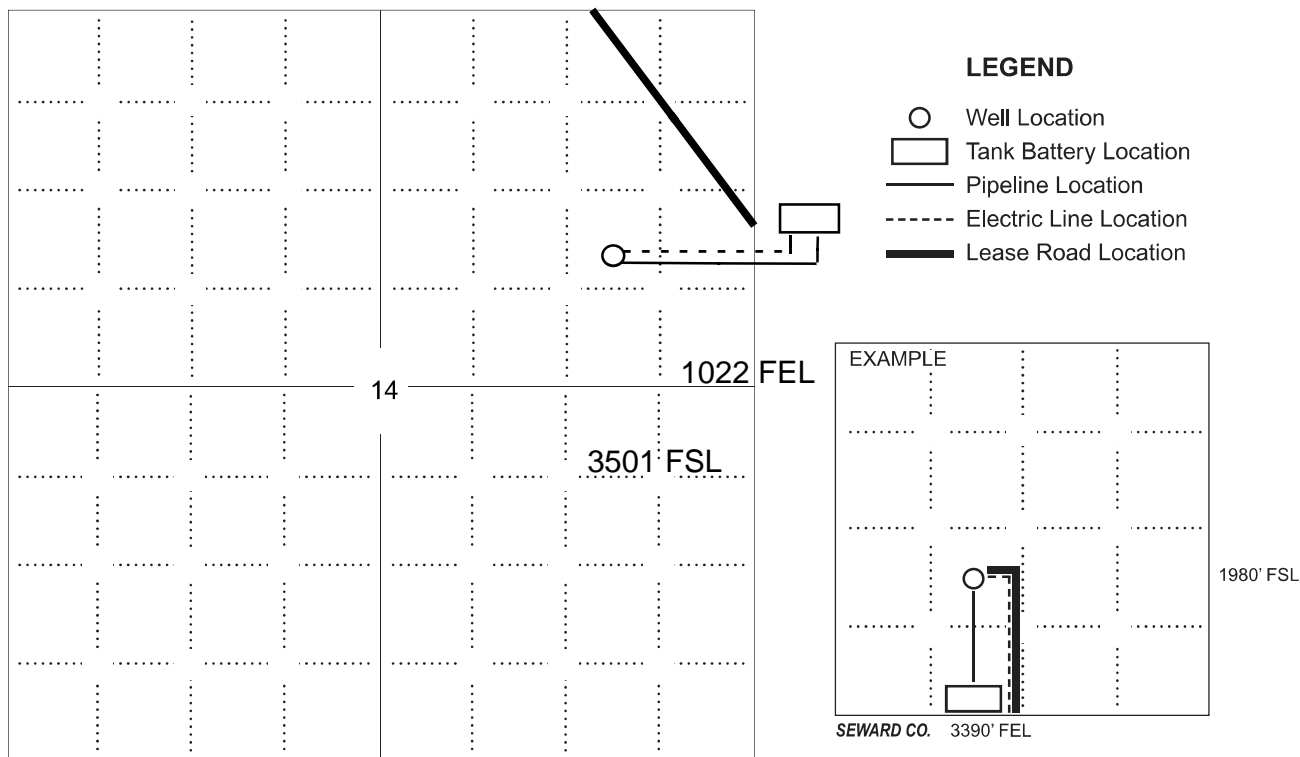 LEGEND
Well Location
Tank Battery Location
Pipeline Location
Electric Line Location
Lease Road Location
1022 FEL
14
3501 FSL
EXAMPLE
1980' FSL
SEWARD CO. 3390' FEL